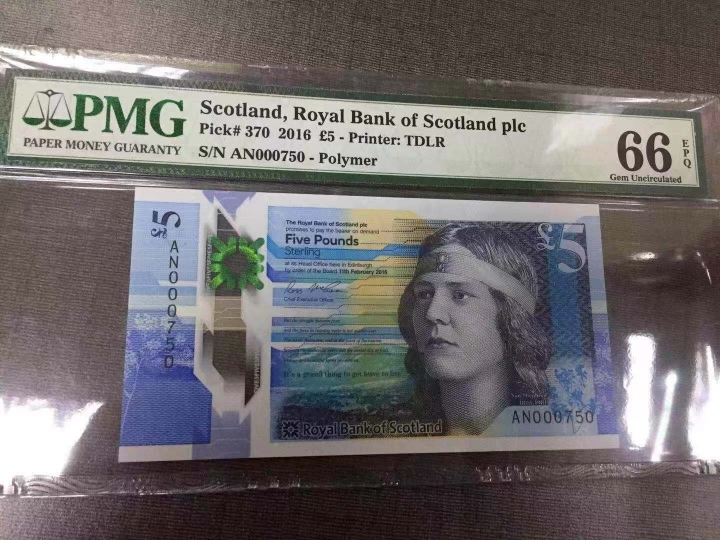 PMG
PAPER MONEY GUARANTY
Scotland, Royal Bank of Scotland plc
Pick# 370 2016 £5 - Printer: TDLR
S/N AN000750 - Polymer
66
EPQ
Gem Uncirculated
5
AN000750
The Royal Bank of Scotland plc
promises to pay the bearer on demand
Five Pounds
Sterling
at its Head Office here in Edinburgh
by order of the Board 11th February 2016
Chief Executive Officer
It's a grand thing to get leave to live
£5
AN000750
Royal Bank of Scotland